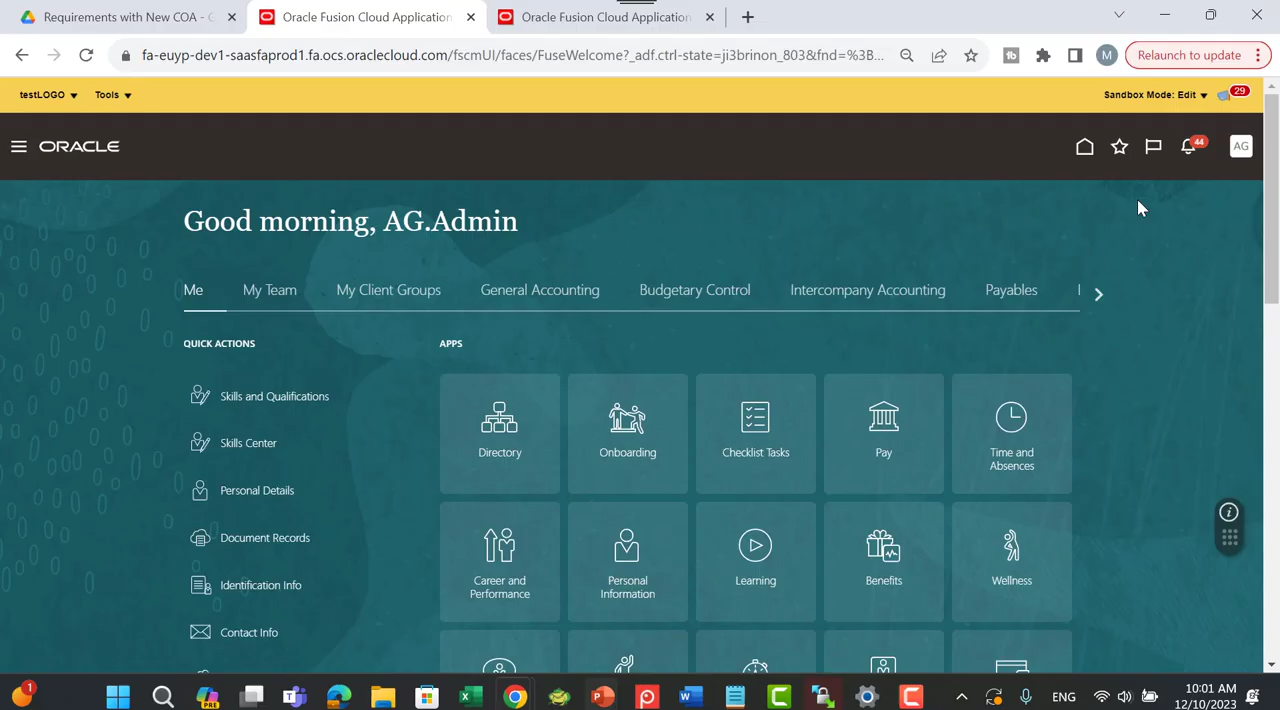 Requirements with New COA - G
Oracle Fusion Cloud Application
Oracle Fusion Cloud Application
fa-euyp-dev1-saasfaprod1.fa.ocs.oraclecloud.com/fscmUI/faces/FuseWelcome?_adf.ctrl-state=ji3brinon_803&fnd=%3B...
tb
M
Relaunch to update
testLOGO
Tools
Sandbox Mode: Edit
29
ORACLE
44
AG
Good morning, AG.Admin
Me
My Team
My Client Groups
General Accounting
Budgetary Control
Intercompany Accounting
Payables
QUICK ACTIONS
APPS
Skills and Qualifications
Skills Center
Personal Details
Document Records
Identification Info
Contact Info
Directory
Onboarding
Checklist Tasks
Pay
Time and
Absences
Career and
Performance
Personal
Information
Learning
Benefits
Wellness
1
PRE
ENG
10:01 AM
12/10/2023